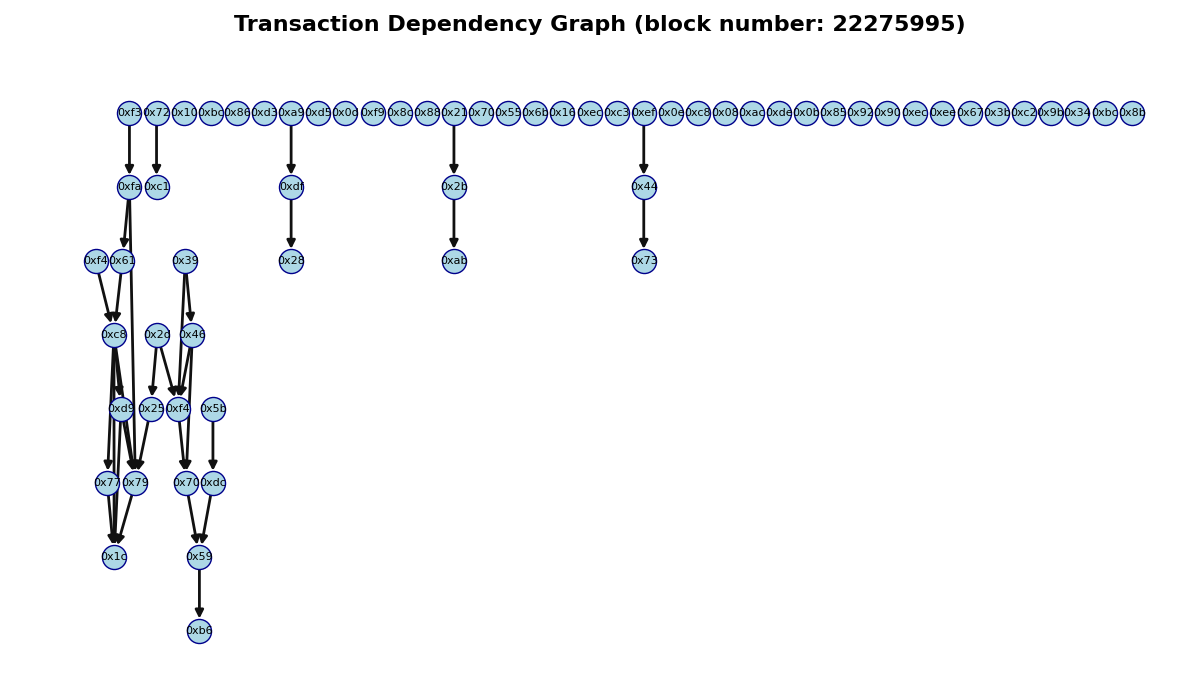 Transaction Dependency Graph (block number: 22275995)
0xf3 0x72 0x10 0xbc 0x86 0xd3 0xa9 0xd5 0x0d 0xf9 0x8c 0x88 0x21 0x70 0x55 0x6b 0x16 0xec 0xc3 0xef 0x0e 0xc8 0x08 0xac 0xde 0x0b 0x85 0x92 0x90 0xec 0xee 0x67 0x3b 0xc2 0x9b 0x34 0xbc 0x8b
0xfa 0xc1 0xdf 0x2b 0x44
0xf4 0x61 0x39 0x28 0xab 0x73
0xc8 0x2d 0x46
0xd9 0x25 0xf4 0x5b
0x77 0x79 0x70 0xdc
0x1c 0x59
0xb6